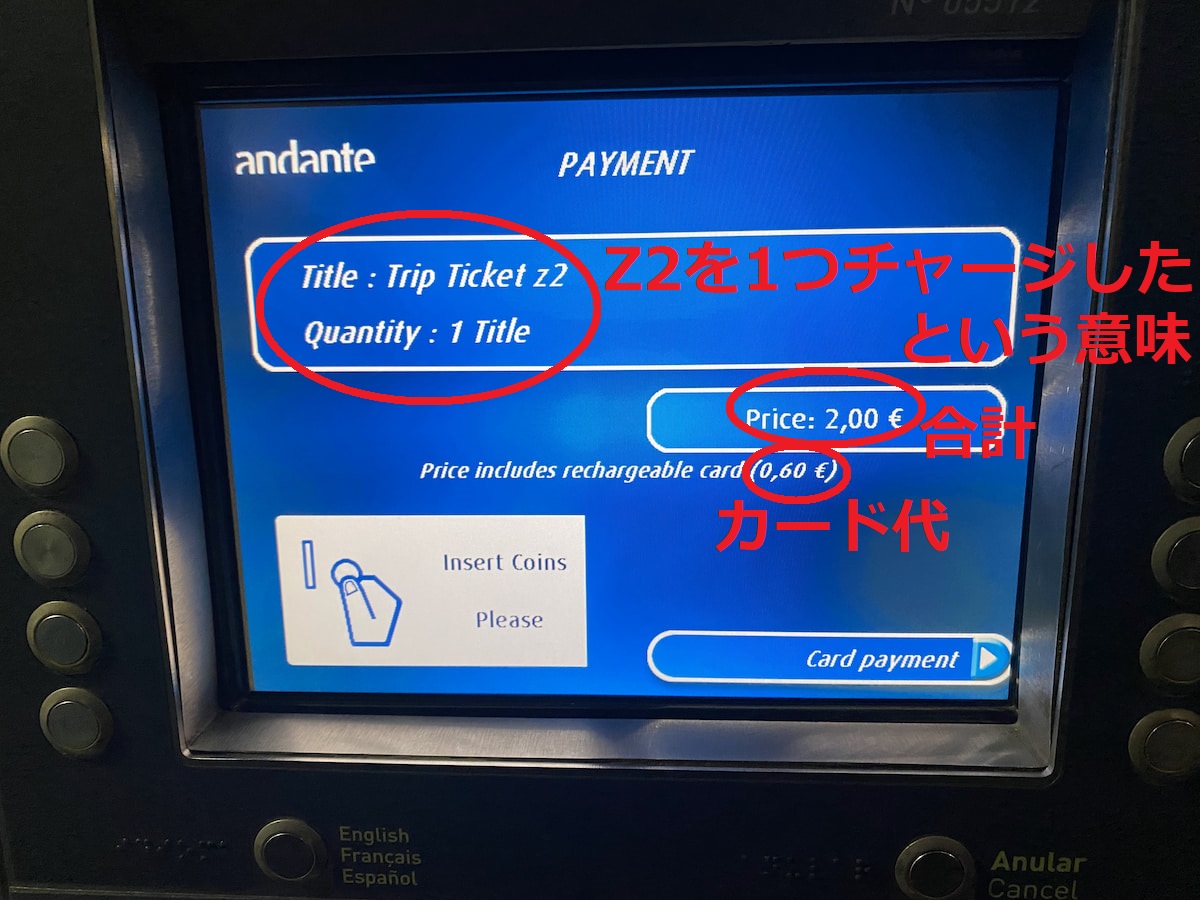 andante
PAYMENT
Title : Trip Ticket z2
Quantity : 1 Title
Z2を1つチャージした
という意味
Price: 2,00 €
合計
Price includes rechargeable card (0,60 €)
カード代
Insert Coins
Please
Card payment
English
Français
Español
Anular
Cancel